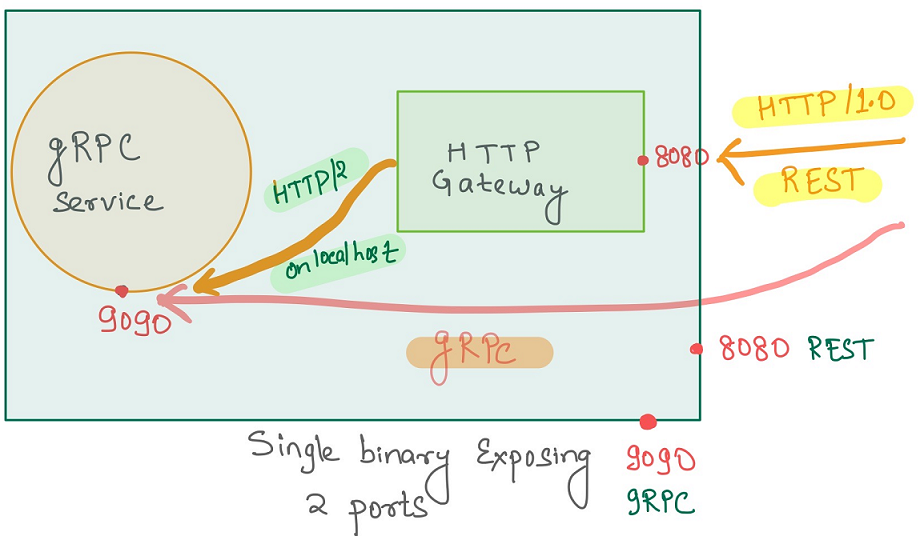 gRPC
Service
HTTP/2
on localhost
9090
HTTP
Gateway
8080
HTTP/1.0
REST
gRPC
8080 REST
Single binary Exposing
2 ports
9090
gRPC